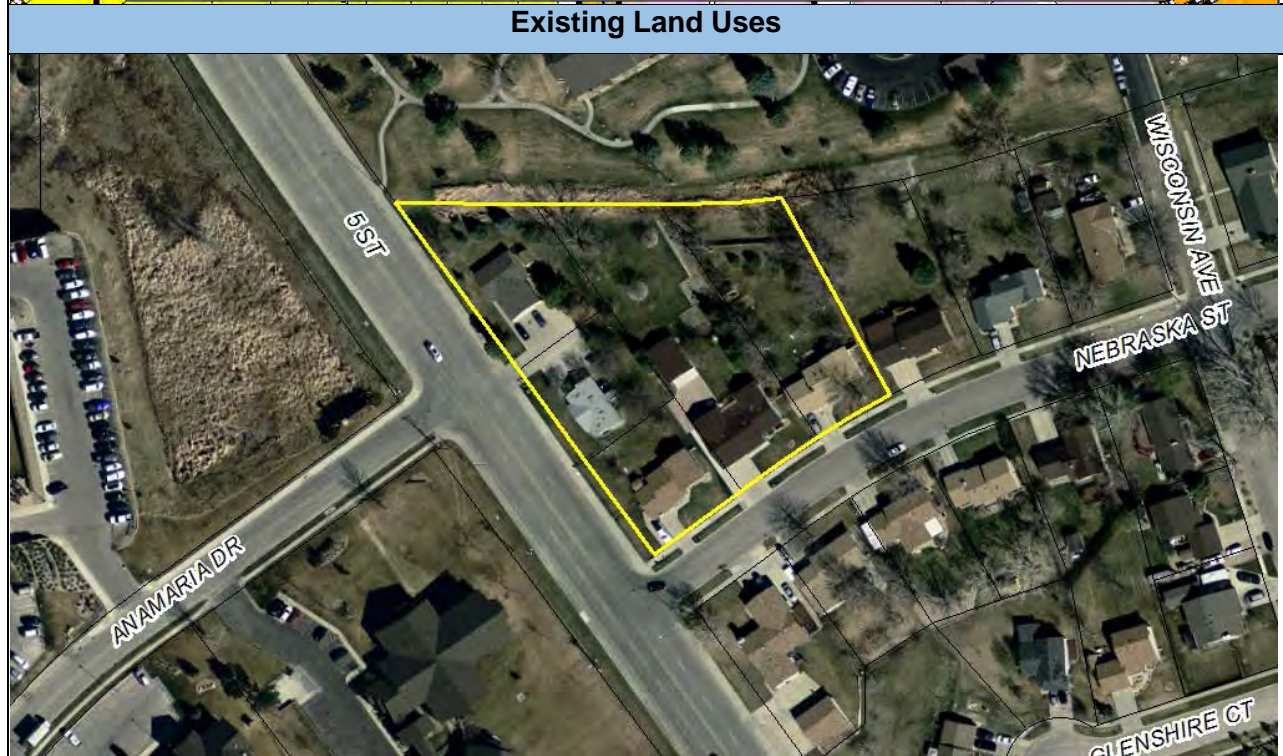 Existing Land Uses
5 ST
WISCONSIN AVE
NEBRASKA ST
ANAMARIA DR
GLENSHIRE CT